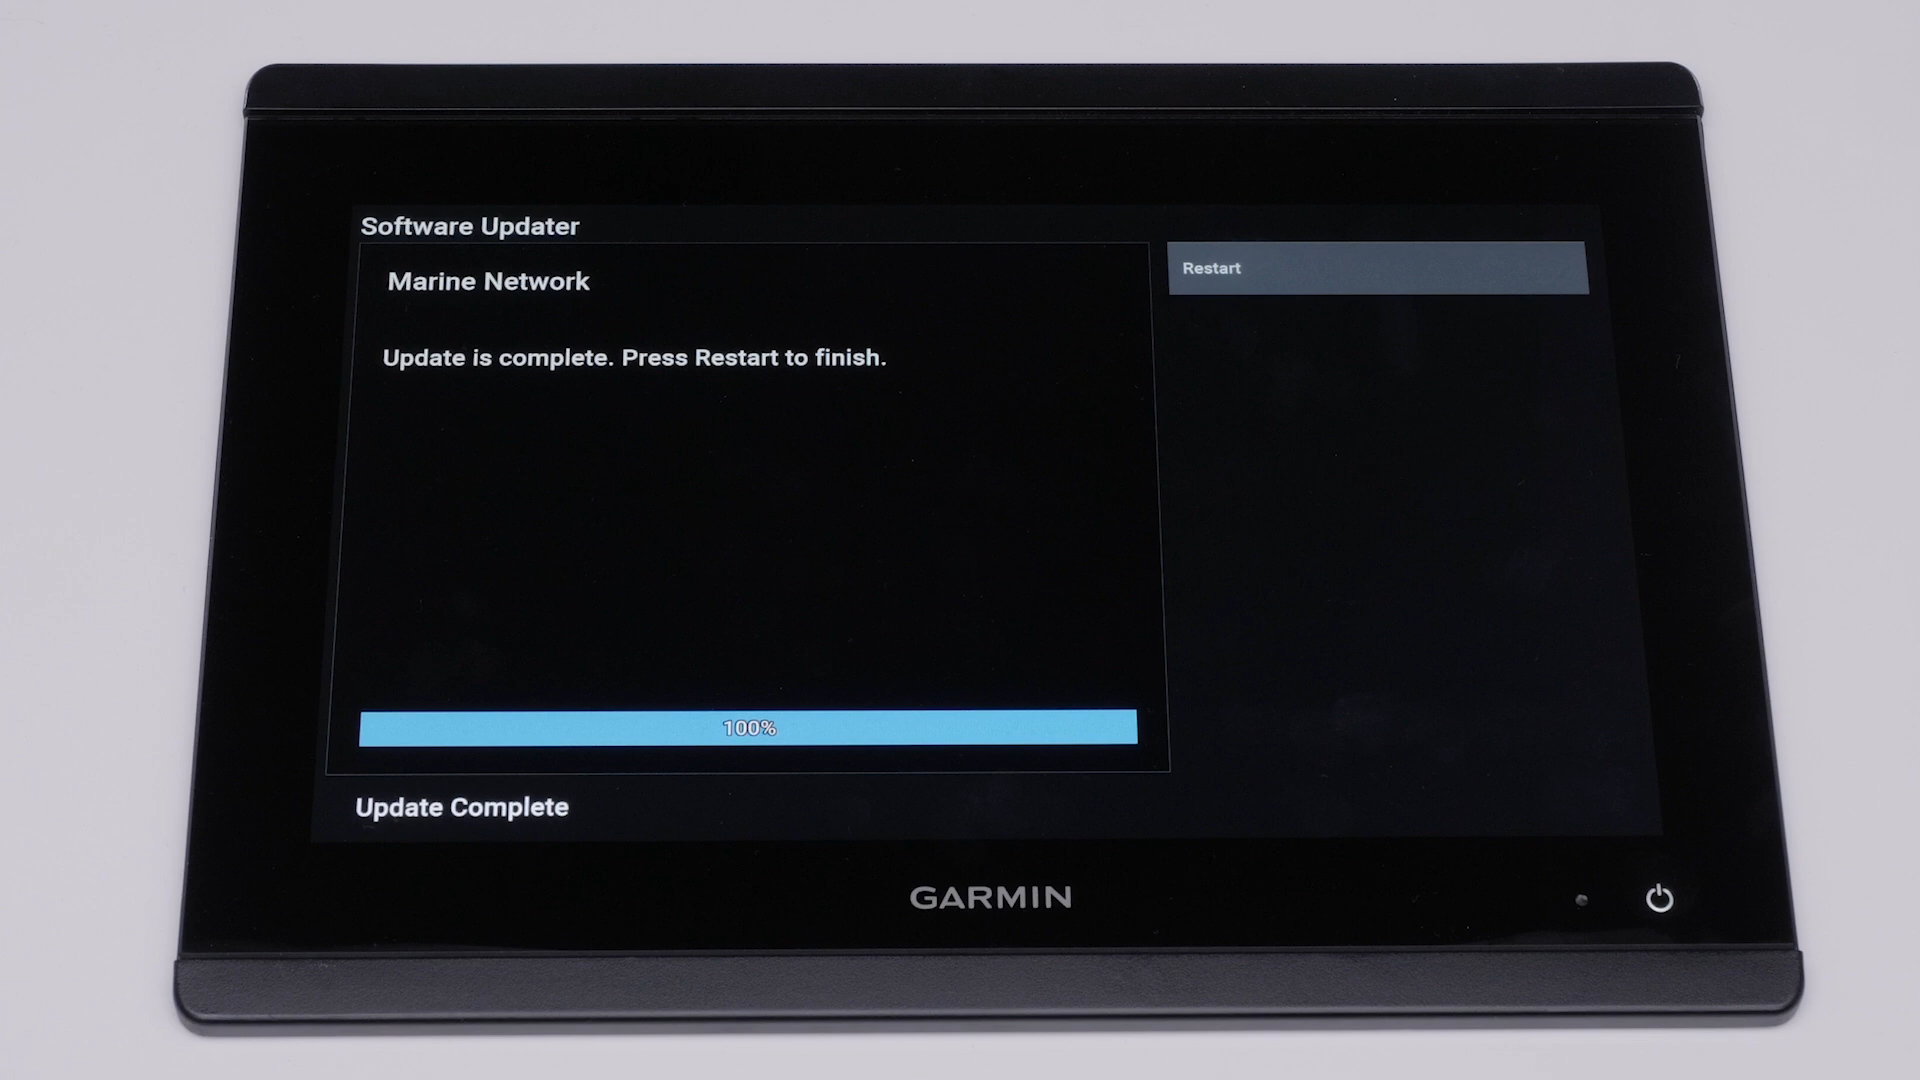 Software Updater
Marine Network
Restart
Update is complete. Press Restart to finish.
100%
Update Complete
GARMIN